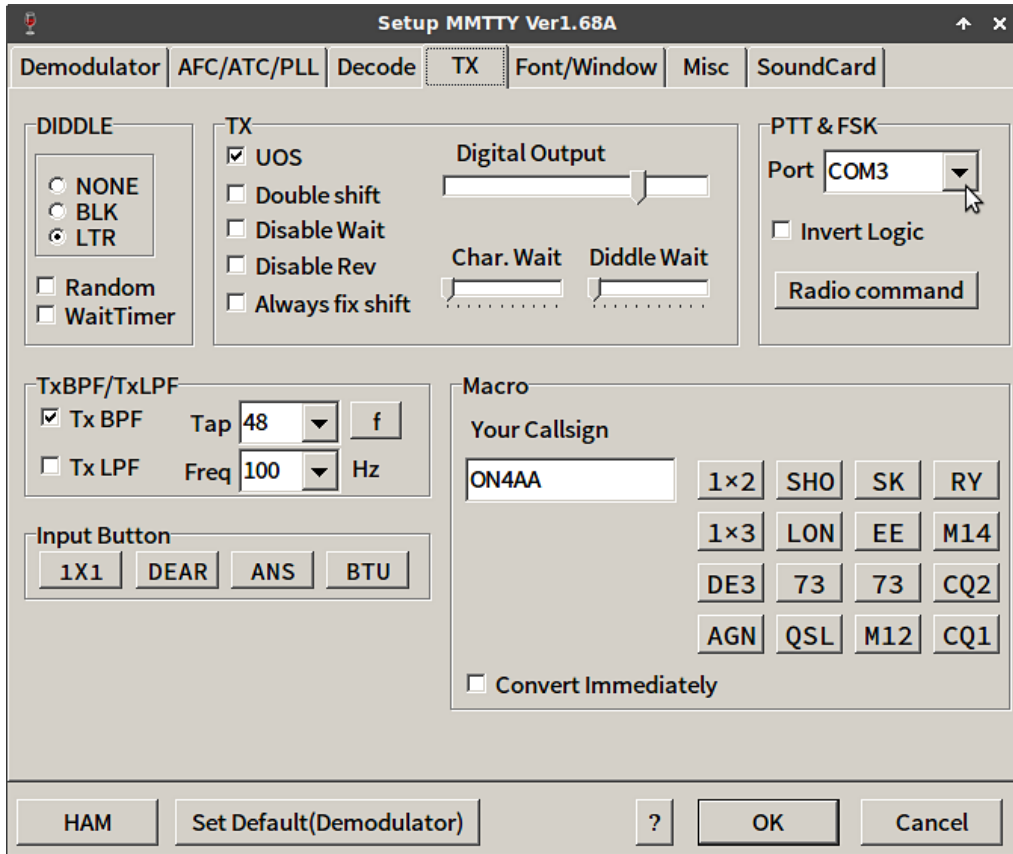 Setup MMTTY Ver1.68A
Demodulator AFC/ATC/PLL Decode TX Font/Window Misc SoundCard
DIDDLE
NONE
BLK
LTR
Random
WaitTimer
TX
UOS
Double shift
Disable Wait
Disable Rev
Always fix shift
Digital Output
Char. Wait Diddle Wait
PTT & FSK
Port COM3
Invert Logic
Radio command
TxBPF/TxLPF
Tx BPF Tap 48 f
Tx LPF Freq 100 Hz
Input Button
1X1 DEAR ANS BTU
Macro
Your Callsign
ON4AA
1×2 SHO SK RY
1×3 LON EE M14
DE3 73 73 CQ2
AGN QSL M12 CQ1
Convert Immediately
HAM Set Default(Demodulator) ? OK Cancel